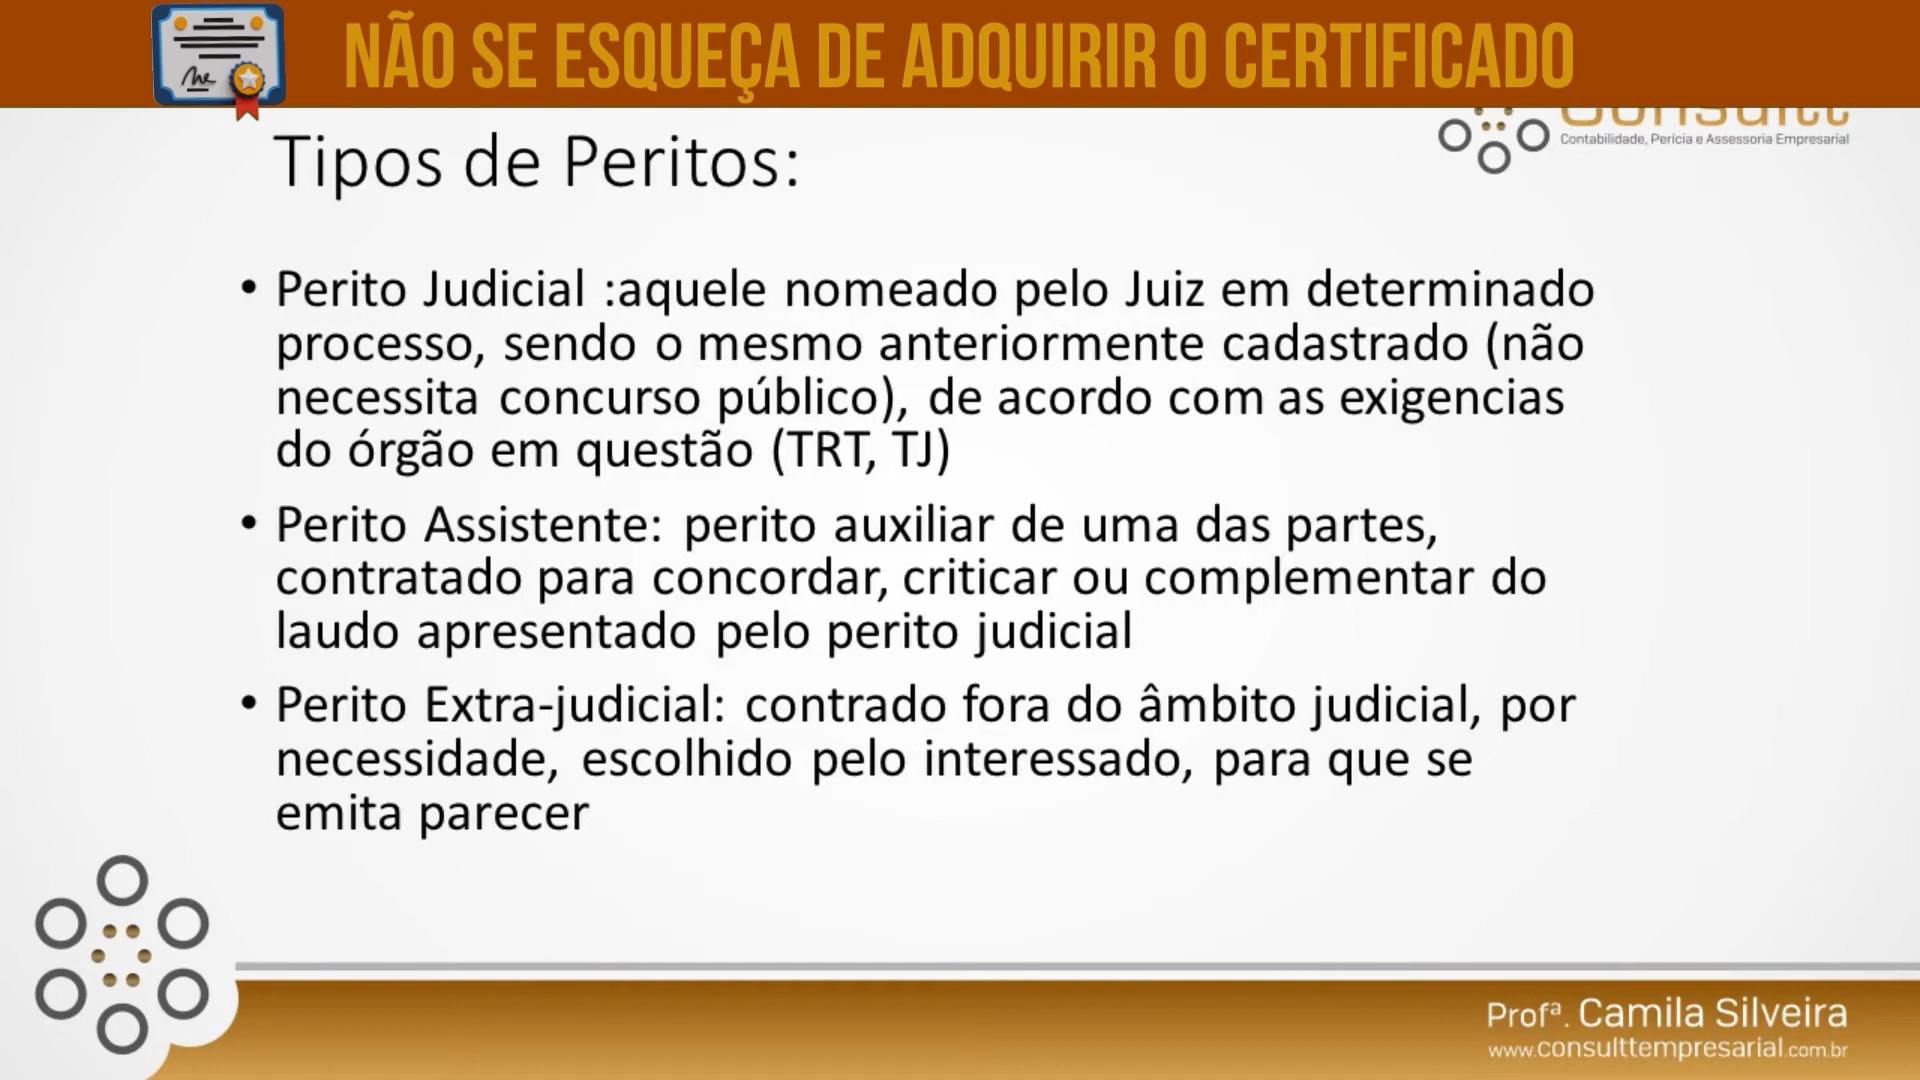 NÃO SE ESQUEÇA DE ADQUIRIR O CERTIFICADO
Contabilidade, Perícia e Assessoria Empresarial
Tipos de Peritos:
• Perito Judicial :aquele nomeado pelo Juiz em determinado
processo, sendo o mesmo anteriormente cadastrado (não
necessita concurso público), de acordo com as exigencias
do órgão em questão (TRT, TJ)
• Perito Assistente: perito auxiliar de uma das partes,
contratado para concordar, criticar ou complementar do
laudo apresentado pelo perito judicial
• Perito Extra-judicial: contrado fora do âmbito judicial, por
necessidade, escolhido pelo interessado, para que se
emita parecer
Profª. Camila Silveira
www.consulttempresarial.com.br